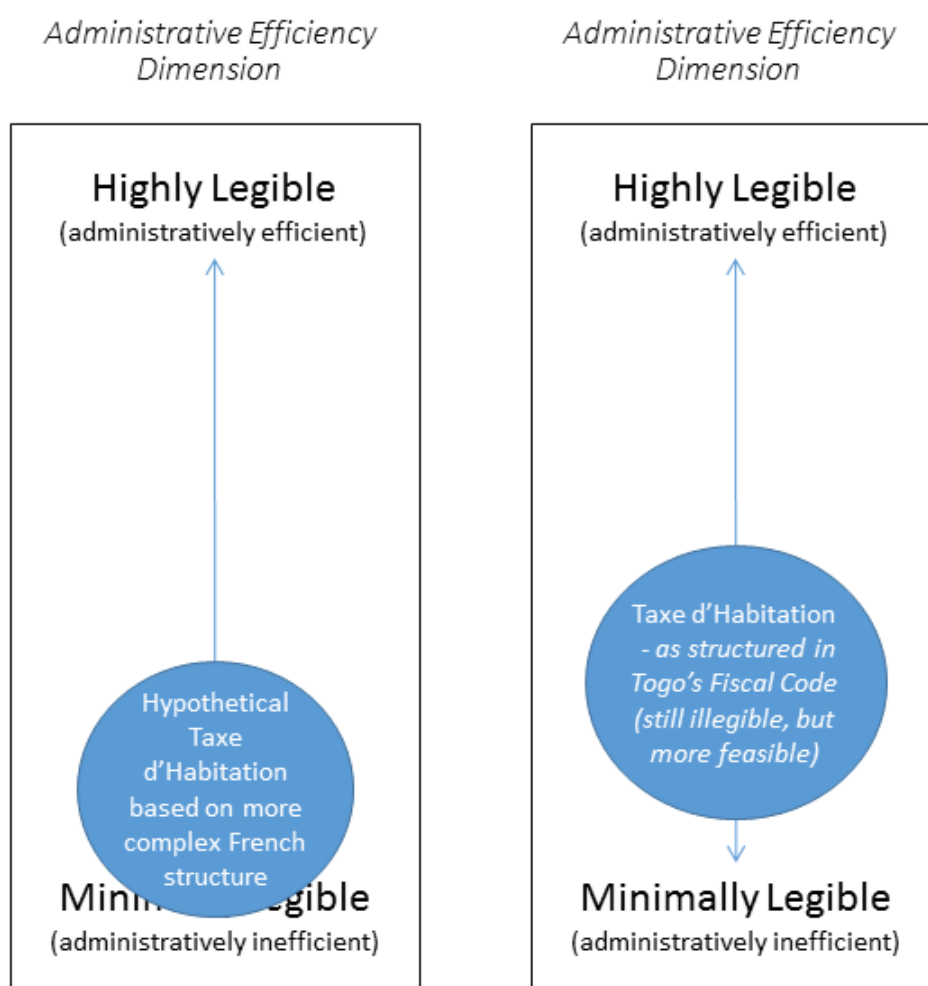 Administrative Efficiency
Dimension
Highly Legible
(administratively efficient)
Hypothetical
Taxe
d’Habitation
based on more
complex French
structure
(administratively inefficient)
Administrative Efficiency
Dimension
Highly Legible
(administratively efficient)
Taxe d’Habitation
- as structured in
Togo’s Fiscal Code
(still illegible, but
more feasible)
Minimally Legible
(administratively inefficient)